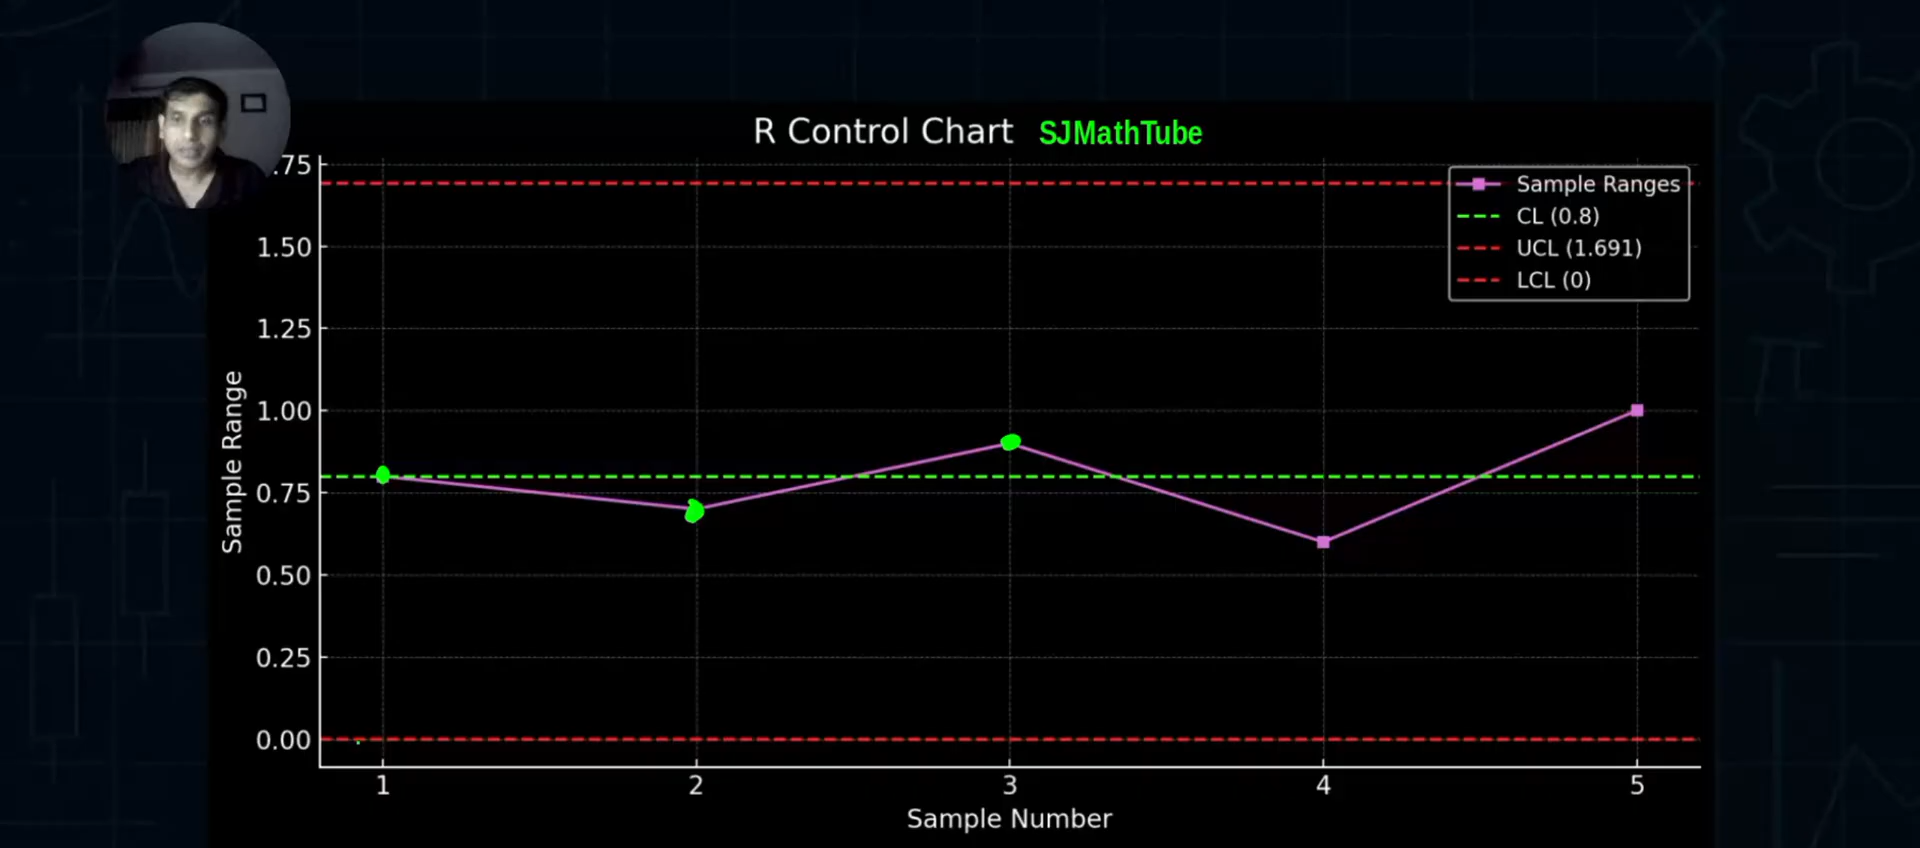 R Control Chart SJMathTube
.75
1.50
1.25
1.00
0.75
0.50
0.25
0.00
Sample Range
Sample Ranges
CL (0.8)
UCL (1.691)
LCL (0)
1 2 3 4 5
Sample Number